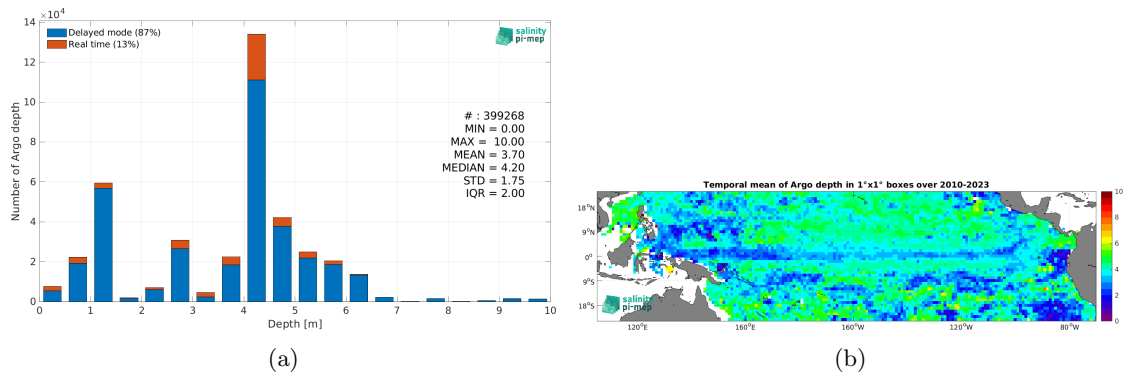 ×10⁴
14
12
10
8
6
4
2
0
Number of Argo depth
Delayed mode (87%)
Real time (13%)
salinity
pi-mep
# : 399268
MIN = 0.00
MAX = 10.00
MEAN = 3.70
MEDIAN = 4.20
STD = 1.75
IQR = 2.00
0 1 2 3 4 5 6 7 8 9 10
Depth [m]
(a)
Temporal mean of Argo depth in 1°x1° boxes over 2010-2023
18°N
9°N
0°
9°S
18°S
salinity
pi-mep
120°E 160°E 160°W 120°W 80°W
10
8
6
4
2
0
(b)